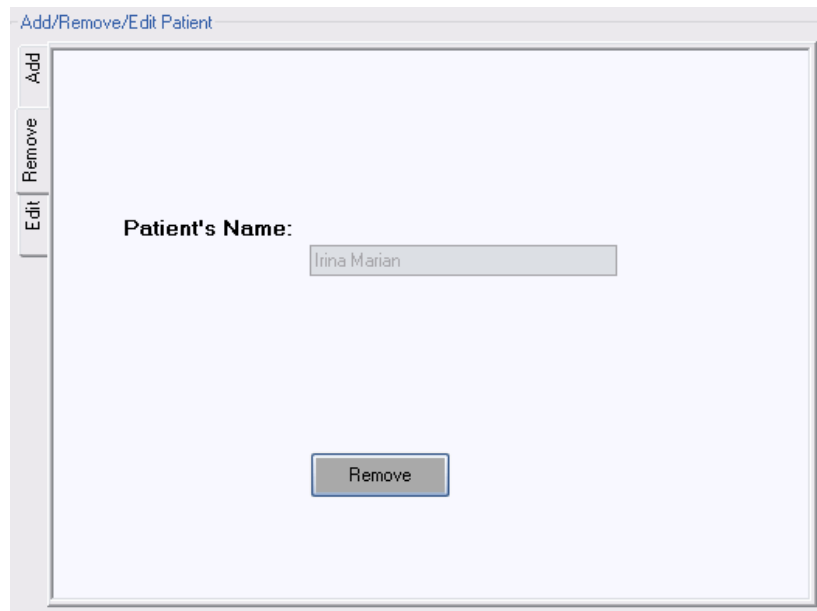 Add/Remove/Edit Patient
Add
Remove
Edit
Patient's Name:
Irina Marian
Remove